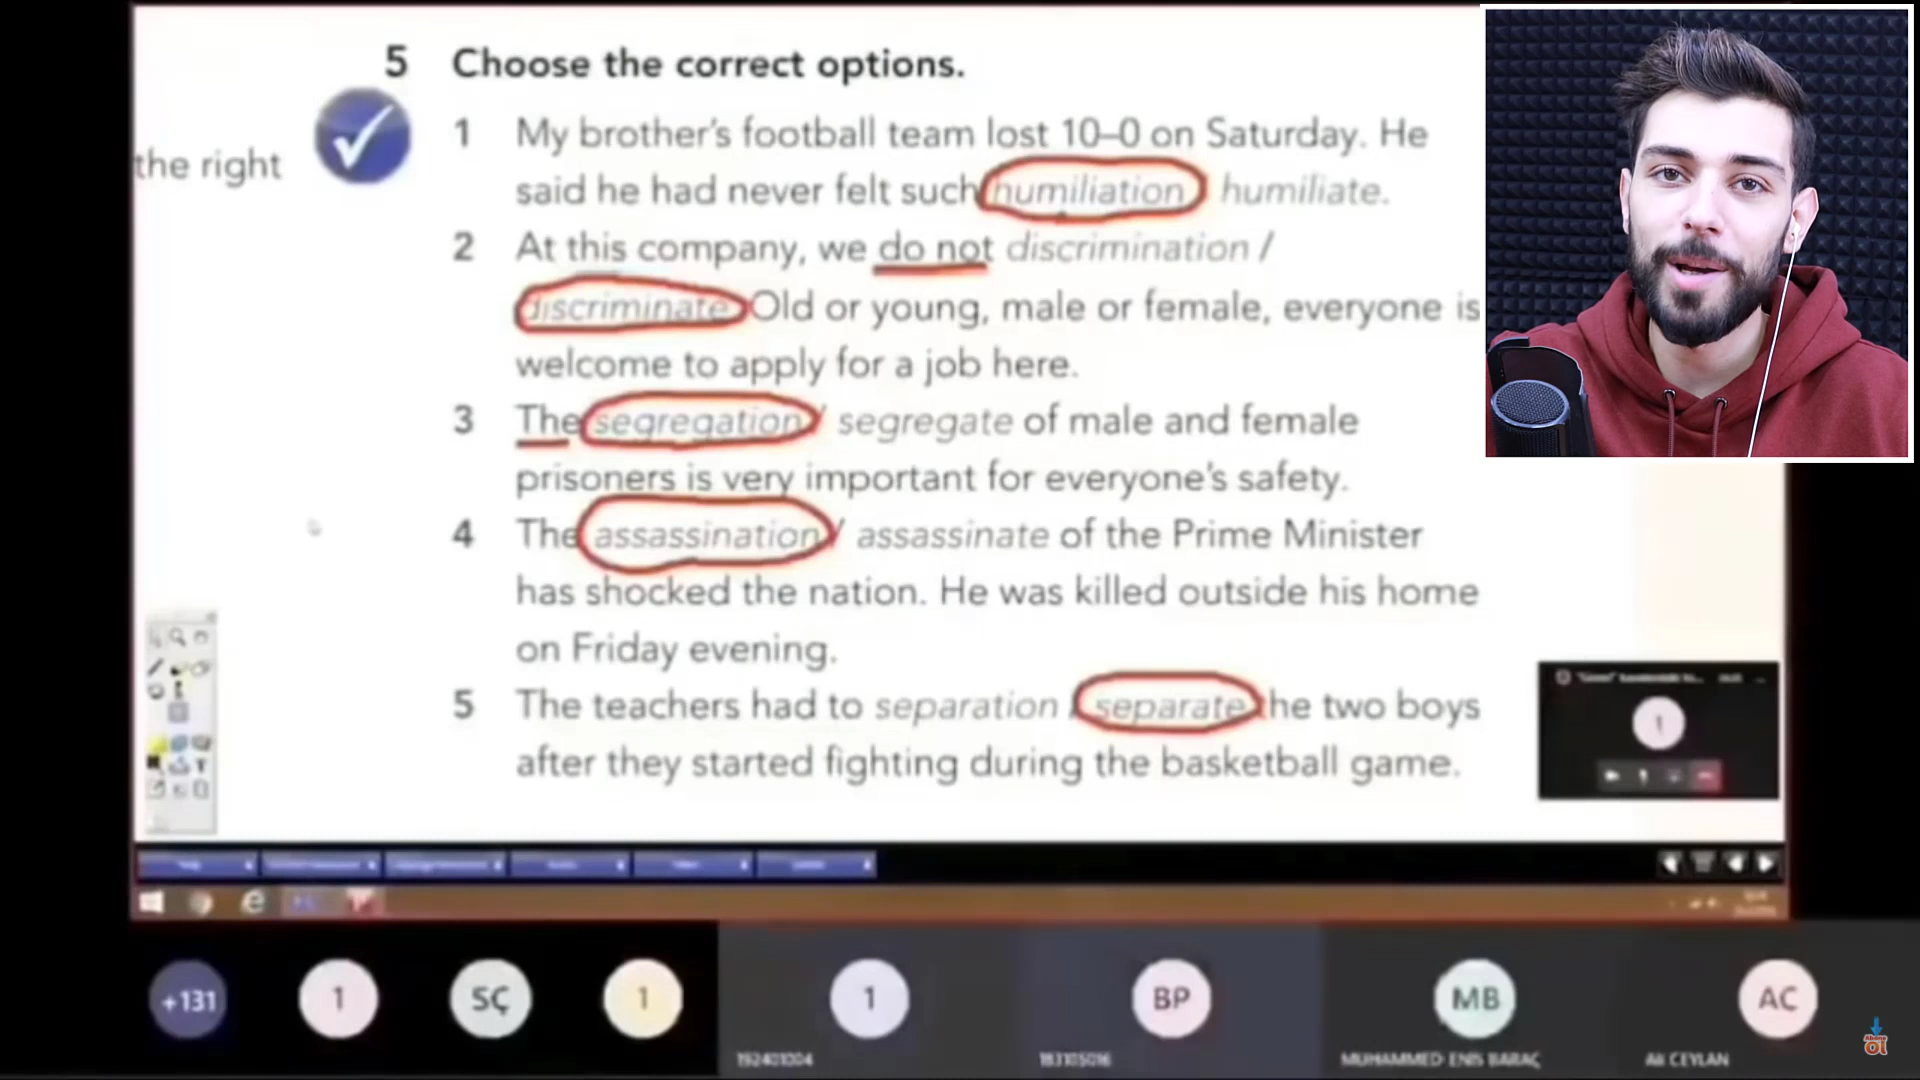 5 Choose the correct options.
the right
1 My brother's football team lost 10–0 on Saturday. He
said he had never felt such humiliation humiliate.
2 At this company, we do not discrimination /
discriminate. Old or young, male or female, everyone is
welcome to apply for a job here.
3 The segregation / segregate of male and female
prisoners is very important for everyone's safety.
4 The assassination / assassinate of the Prime Minister
has shocked the nation. He was killed outside his home
on Friday evening.
5 The teachers had to separation / separate the two boys
after they started fighting during the basketball game.
1
+131 1 SÇ 1 1 BP MB AC
192401004 183105016 MUHAMMED ENIS BARAÇ Ali CEYLAN
Abone
Ol